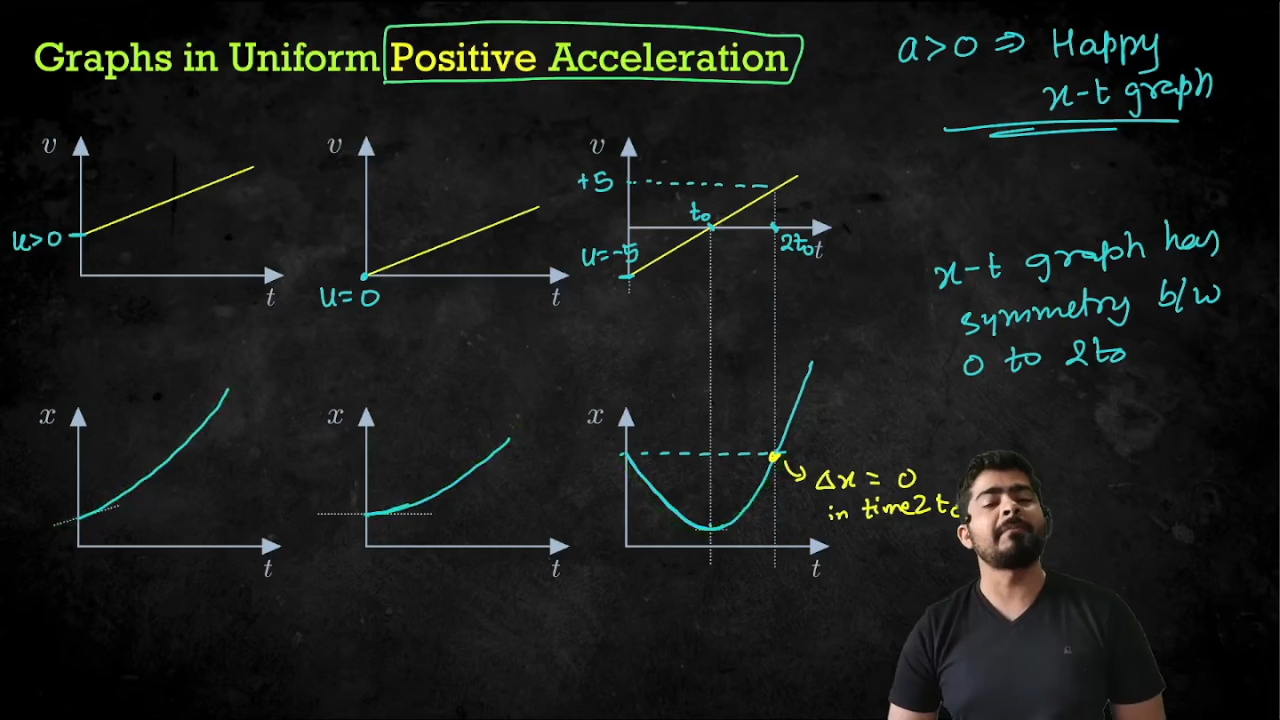 Graphs in Uniform Positive Acceleration
a>0 ⇒ Happy
x-t graph
v
u>0
t
v
u=0
t
v
+5
t₀
u=-5
2t₀
t
x-t graph has
symmetry b/w
0 to 2t₀
x
t
x
t
x
Δx = 0
in time 2t₀
t